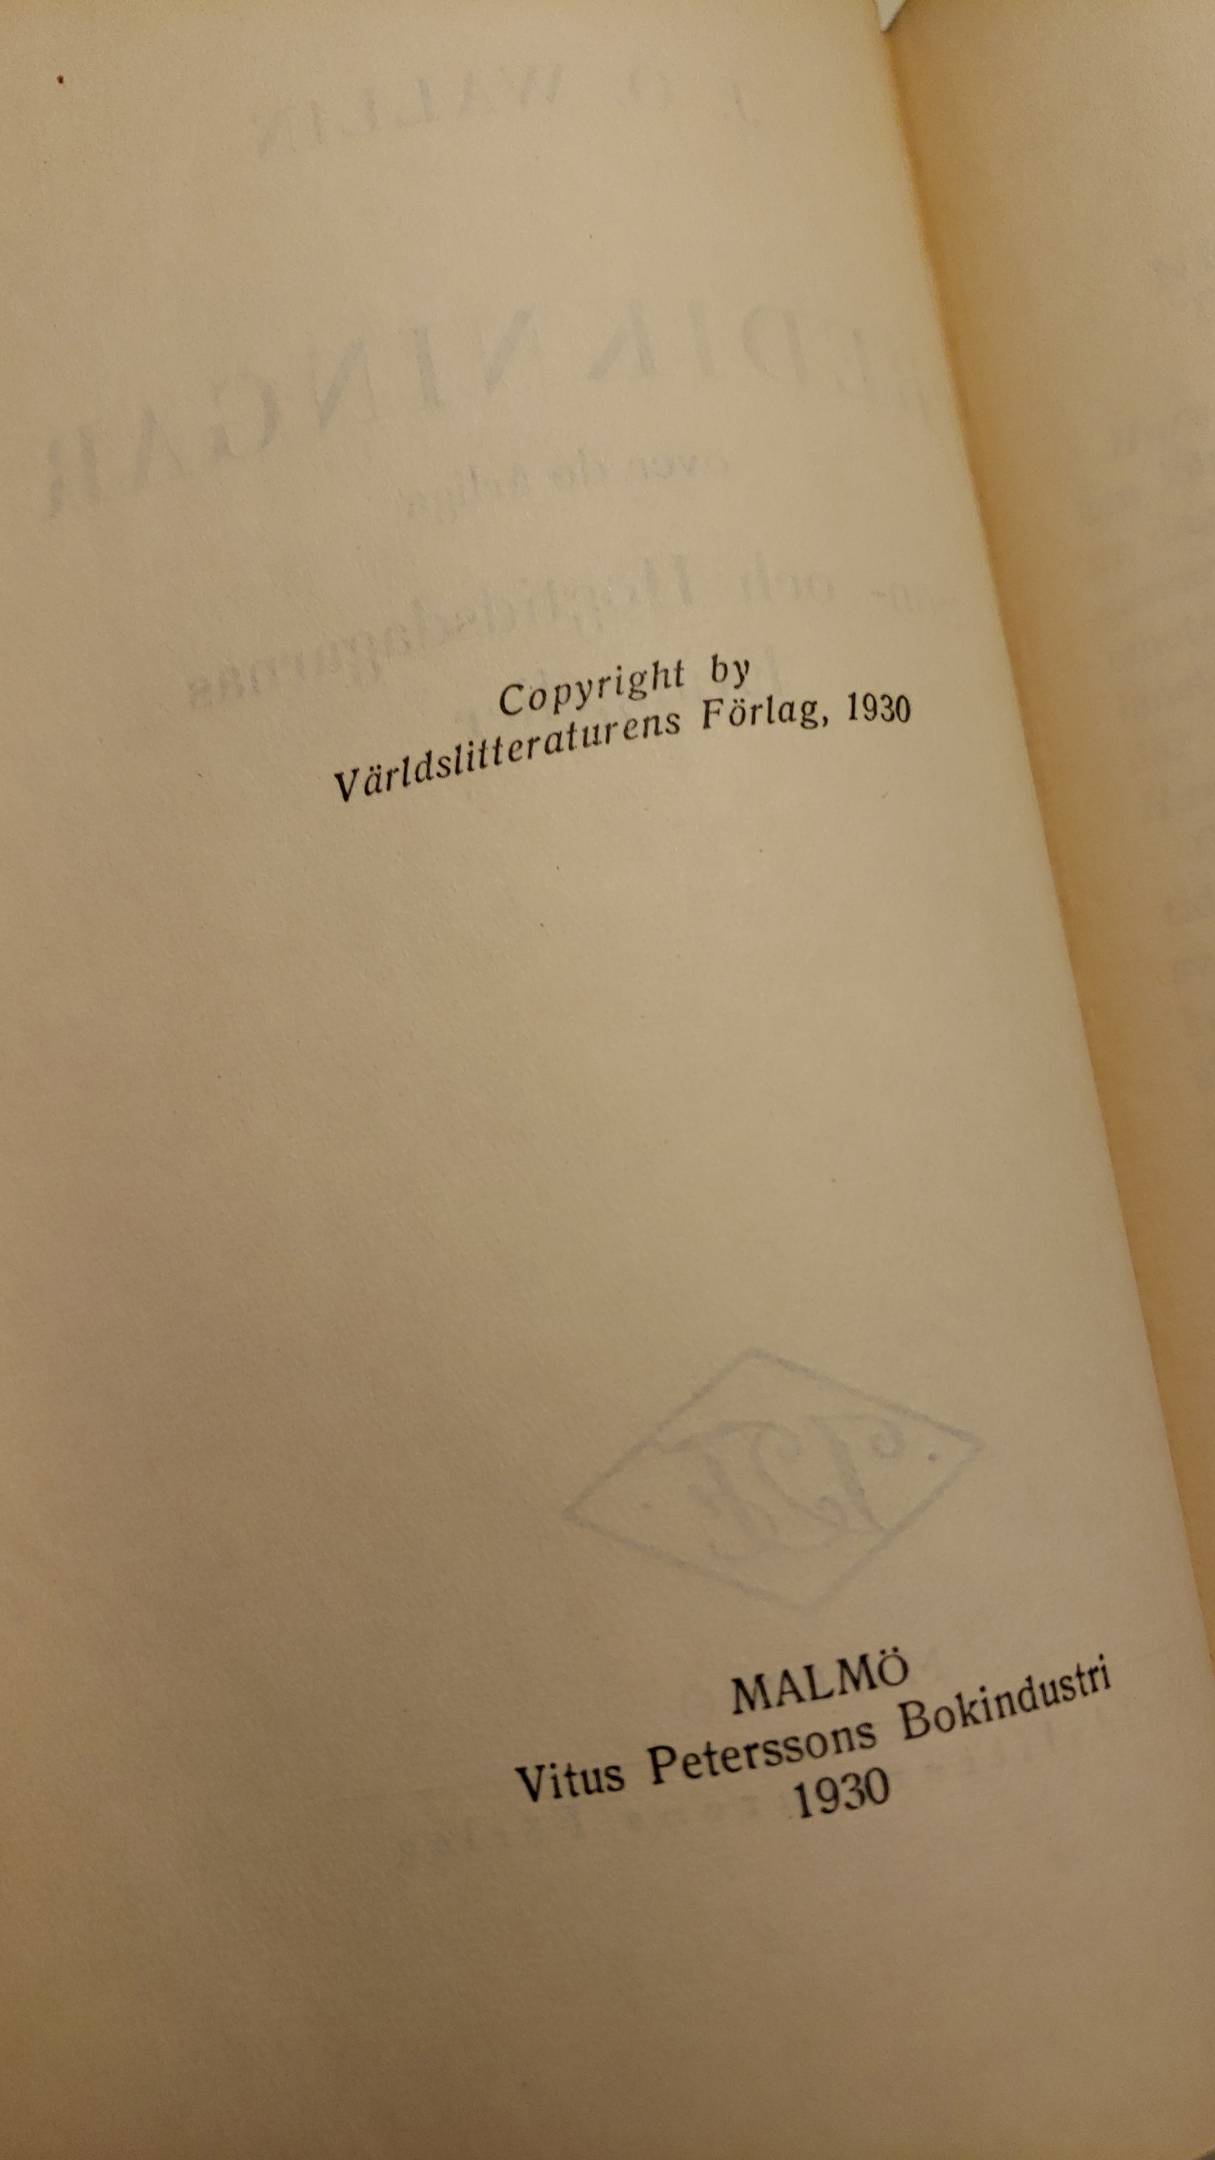 Copyright by
Världslitteraturens Förlag, 1930
MALMÖ
Vitus Peterssons Bokindustri
1930